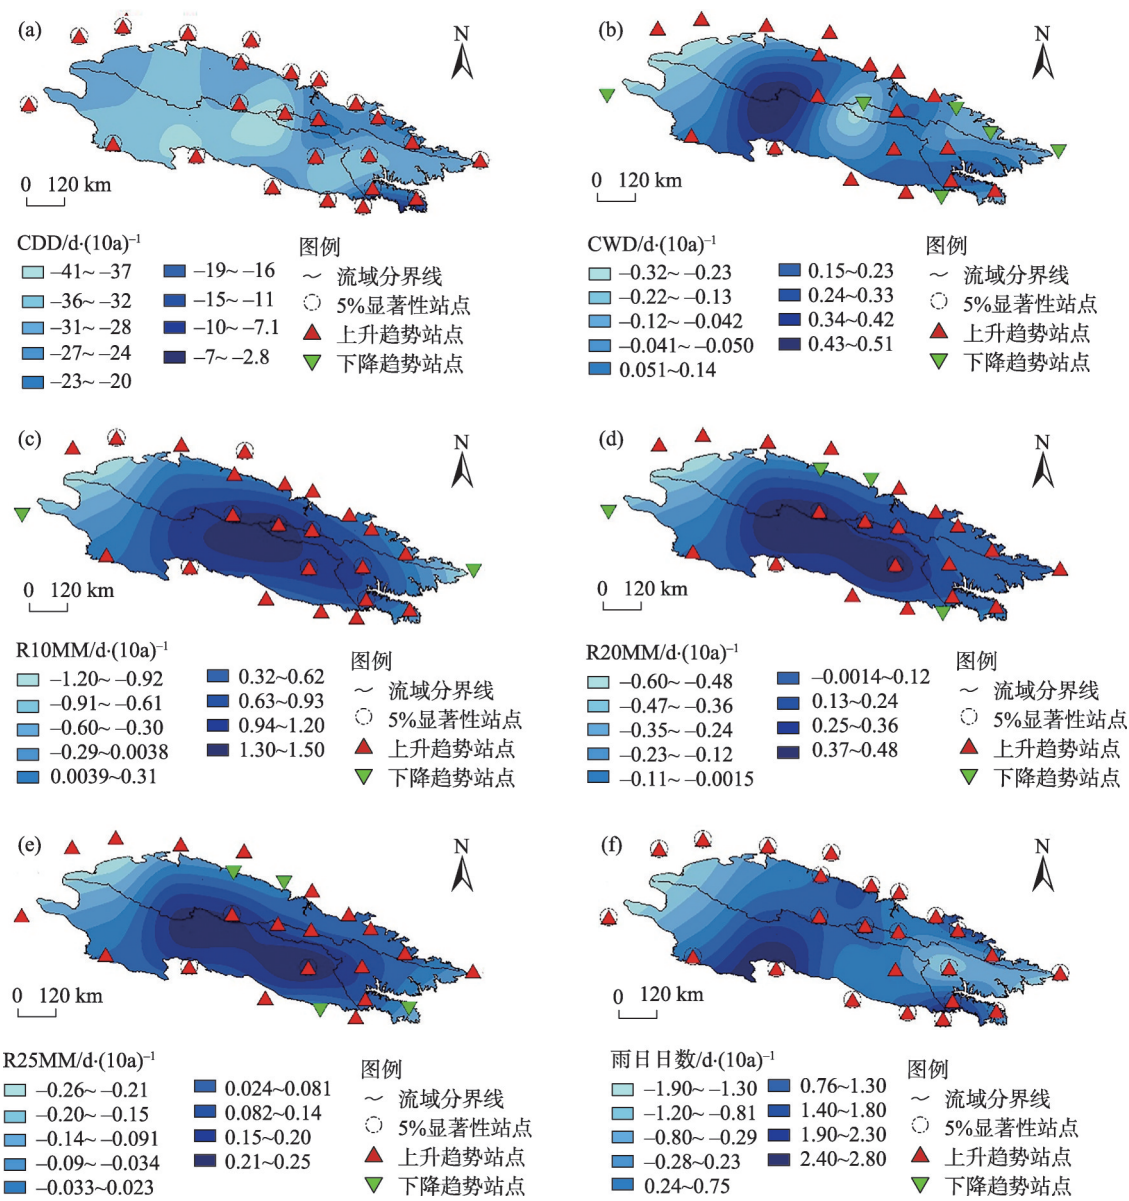 (a)
N
0 120 km
CDD/d·(10a)⁻¹
−41~ −37
−36~ −32
−31~ −28
−27~ −24
−23~ −20
−19~ −16
−15~ −11
−10~ −7.1
−7~ −2.8
图例
流域分界线
5%显著性站点
上升趋势站点
下降趋势站点
(b)
N
0 120 km
CWD/d·(10a)⁻¹
−0.32~ −0.23
−0.22~ −0.13
−0.12~ −0.042
−0.041~ −0.050
0.051~0.14
0.15~0.23
0.24~0.33
0.34~0.42
0.43~0.51
图例
流域分界线
5%显著性站点
上升趋势站点
下降趋势站点
(c)
N
0 120 km
R10MM/d·(10a)⁻¹
−1.20~ −0.92
−0.91~ −0.61
−0.60~ −0.30
−0.29~0.0038
0.0039~0.31
0.32~0.62
0.63~0.93
0.94~1.20
1.30~1.50
图例
流域分界线
5%显著性站点
上升趋势站点
下降趋势站点
(d)
N
0 120 km
R20MM/d·(10a)⁻¹
−0.60~ −0.48
−0.47~ −0.36
−0.35~ −0.24
−0.23~ −0.12
−0.11~ −0.0015
−0.0014~0.12
0.13~0.24
0.25~0.36
0.37~0.48
图例
流域分界线
5%显著性站点
上升趋势站点
下降趋势站点
(e)
N
0 120 km
R25MM/d·(10a)⁻¹
−0.26~ −0.21
−0.20~ −0.15
−0.14~ −0.091
−0.09~ −0.034
−0.033~0.023
0.024~0.081
0.082~0.14
0.15~0.20
0.21~0.25
图例
流域分界线
5%显著性站点
上升趋势站点
下降趋势站点
(f)
N
0 120 km
雨日日数/d·(10a)⁻¹
−1.90~ −1.30
−1.20~ −0.81
−0.80~ −0.29
−0.28~0.23
0.24~0.75
0.76~1.30
1.40~1.80
1.90~2.30
2.40~2.80
图例
流域分界线
5%显著性站点
上升趋势站点
下降趋势站点